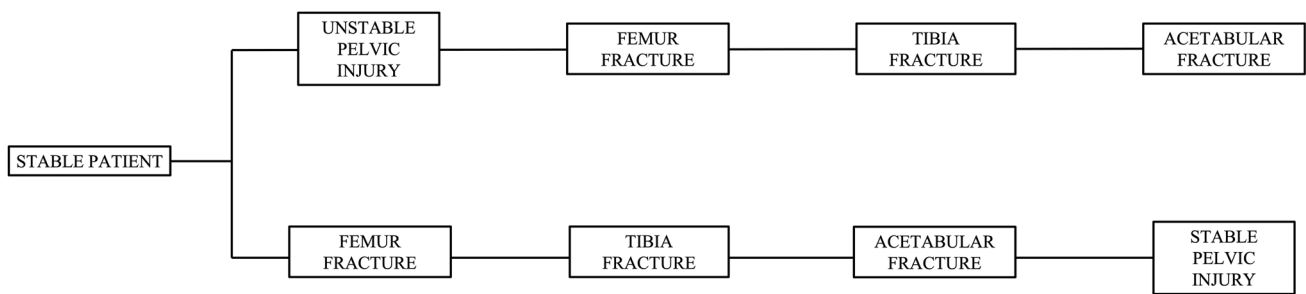 UNSTABLE
PELVIC
INJURY
FEMUR
FRACTURE
TIBIA
FRACTURE
ACETABULAR
FRACTURE
STABLE PATIENT
FEMUR
FRACTURE
TIBIA
FRACTURE
ACETABULAR
FRACTURE
STABLE
PELVIC
INJURY